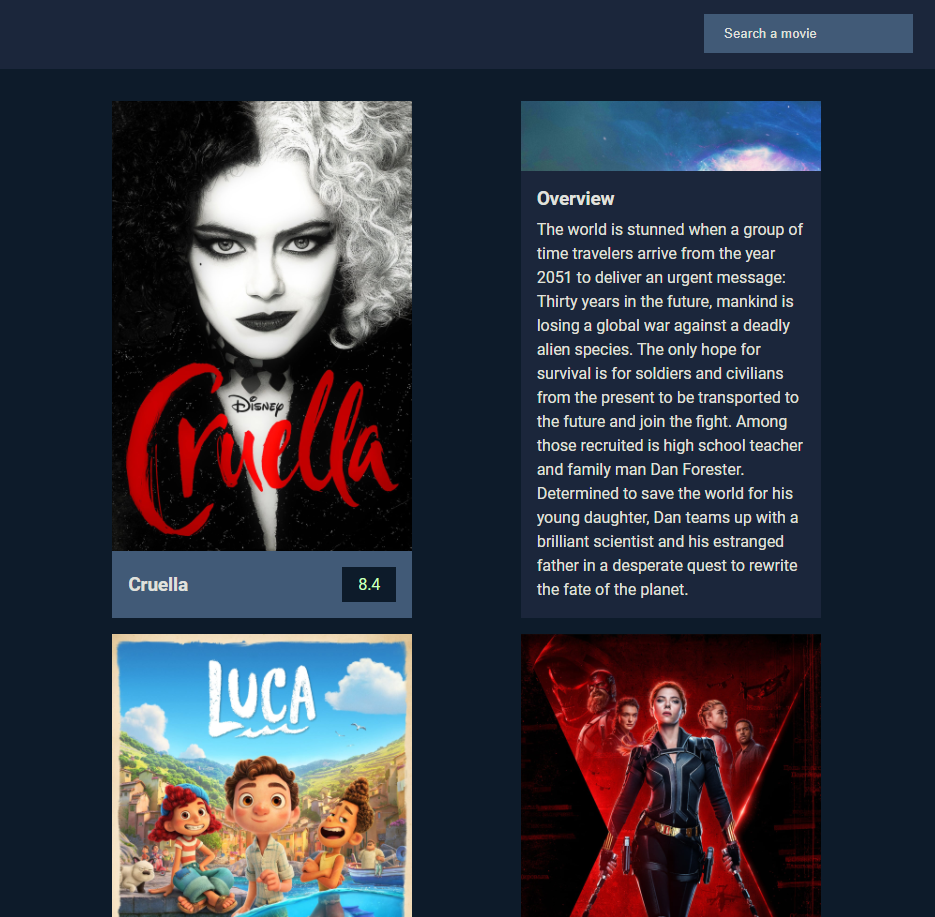 Search a movie
Disney
Cruella
Cruella
8.4
Overview
The world is stunned when a group of
time travelers arrive from the year
2051 to deliver an urgent message:
Thirty years in the future, mankind is
losing a global war against a deadly
alien species. The only hope for
survival is for soldiers and civilians
from the present to be transported to
the future and join the fight. Among
those recruited is high school teacher
and family man Dan Forester.
Determined to save the world for his
young daughter, Dan teams up with a
brilliant scientist and his estranged
father in a desperate quest to rewrite
the fate of the planet.
LUCA